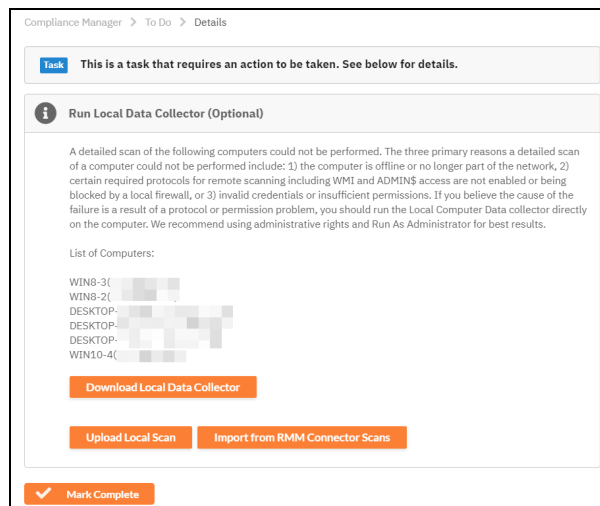 Compliance Manager > To Do > Details
Task This is a task that requires an action to be taken. See below for details.
Run Local Data Collector (Optional)
A detailed scan of the following computers could not be performed. The three primary reasons a detailed scan
of a computer could not be performed include: 1) the computer is offline or no longer part of the network, 2)
certain required protocols for remote scanning including WMI and ADMIN$ access are not enabled or being
blocked by a local firewall, or 3) invalid credentials or insufficient permissions. If you believe the cause of the
failure is a result of a protocol or permission problem, you should run the Local Computer Data collector directly
on the computer. We recommend using administrative rights and Run As Administrator for best results.
List of Computers:
WIN8-3(
WIN8-2(
DESKTOP-
DESKTOP-
DESKTOP-
WIN10-4(
Download Local Data Collector
Upload Local Scan Import from RMM Connector Scans
Mark Complete